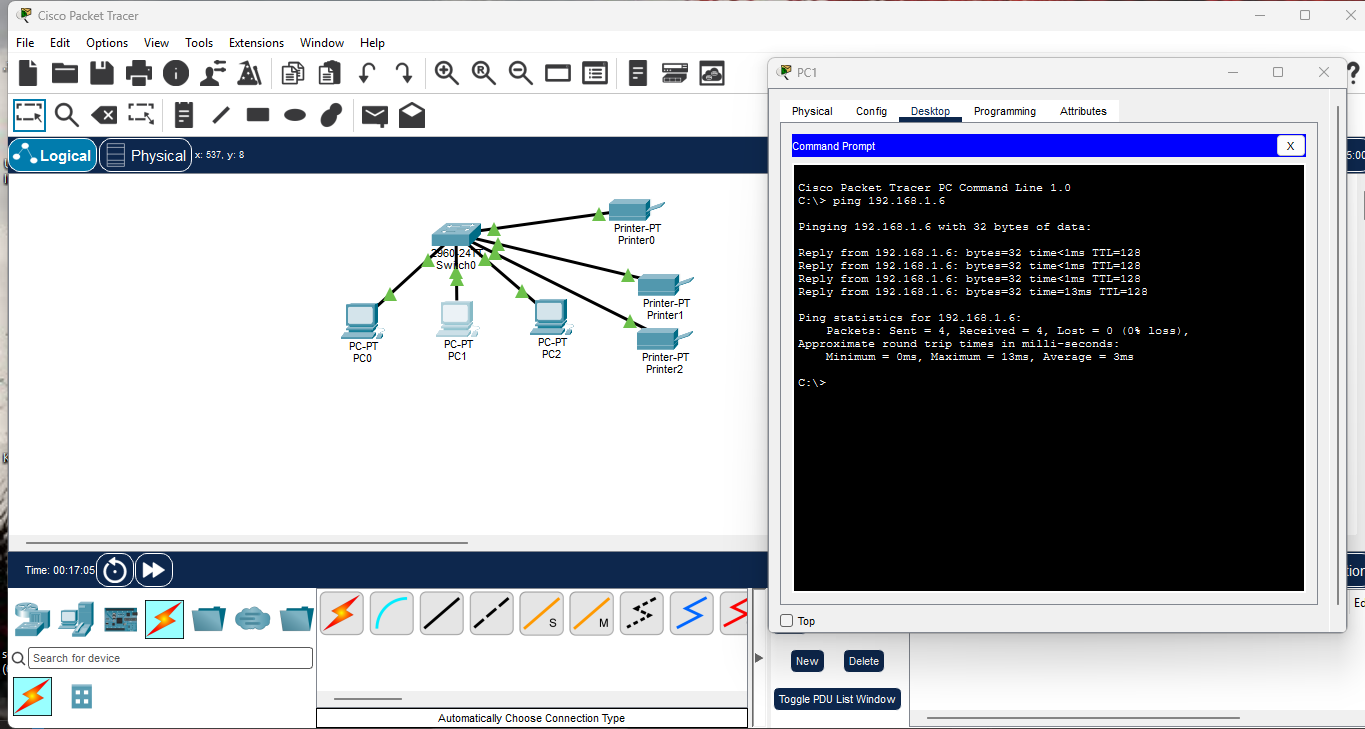 Cisco Packet Tracer
File Edit Options View Tools Extensions Window Help
Logical
Physical
x: 537, y: 8
Printer-PT
Printer0
Switch0
Printer-PT
Printer1
PC-PT
PC0
PC-PT
PC1
PC-PT
PC2
Printer-PT
Printer2
Time: 00:17:05
S
M
Search for device
Automatically Choose Connection Type
PC1
Physical Config Desktop Programming Attributes
Command Prompt
X
Cisco Packet Tracer PC Command Line 1.0
C:\> ping 192.168.1.6
Pinging 192.168.1.6 with 32 bytes of data:
Reply from 192.168.1.6: bytes=32 time<1ms TTL=128
Reply from 192.168.1.6: bytes=32 time<1ms TTL=128
Reply from 192.168.1.6: bytes=32 time<1ms TTL=128
Reply from 192.168.1.6: bytes=32 time=13ms TTL=128
Ping statistics for 192.168.1.6:
Packets: Sent = 4, Received = 4, Lost = 0 (0% loss),
Approximate round trip times in milli-seconds:
Minimum = 0ms, Maximum = 13ms, Average = 3ms
C:\>
Top
New
Delete
Toggle PDU List Window